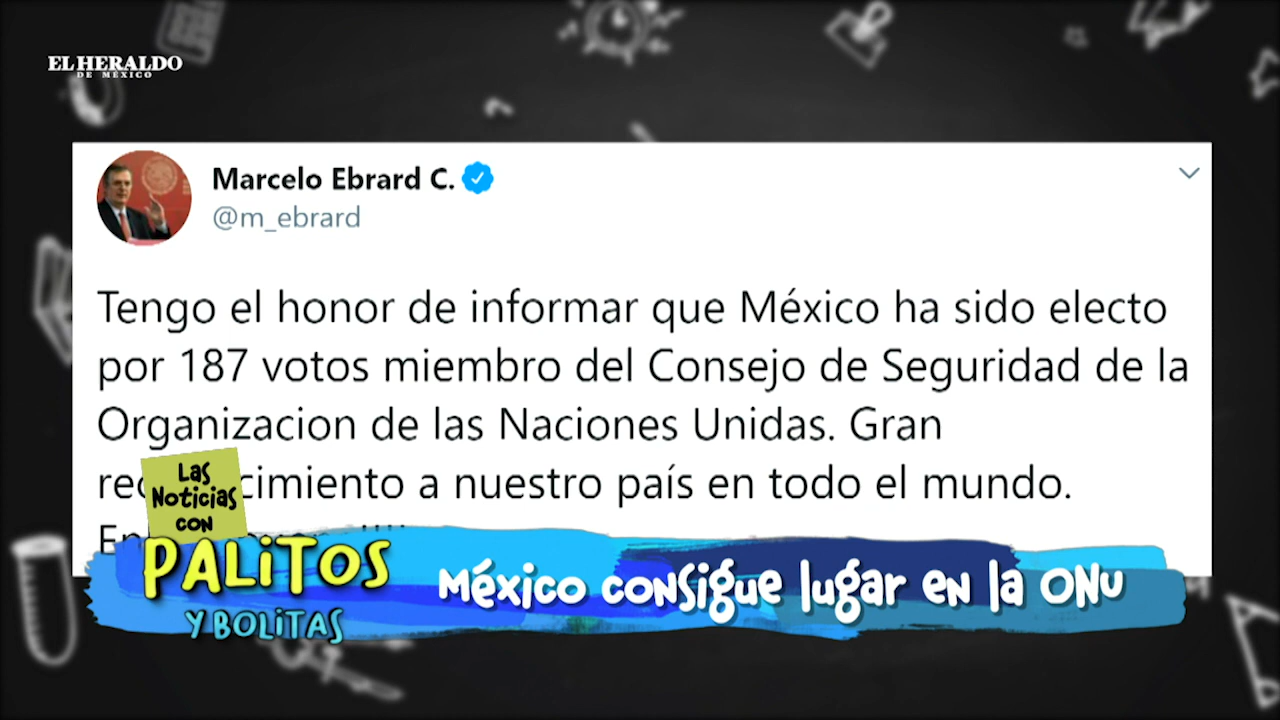 EL HERALDO
DE MÉXICO
Marcelo Ebrard C.
@m_ebrard
Tengo el honor de informar que México ha sido electo
por 187 votos miembro del Consejo de Seguridad de la
Organizacion de las Naciones Unidas. Gran
a nuestro país en todo el mundo.
Las
Noticias
con
PALiTOS
Y BOLiTAS
México consigue lugar en la ONU